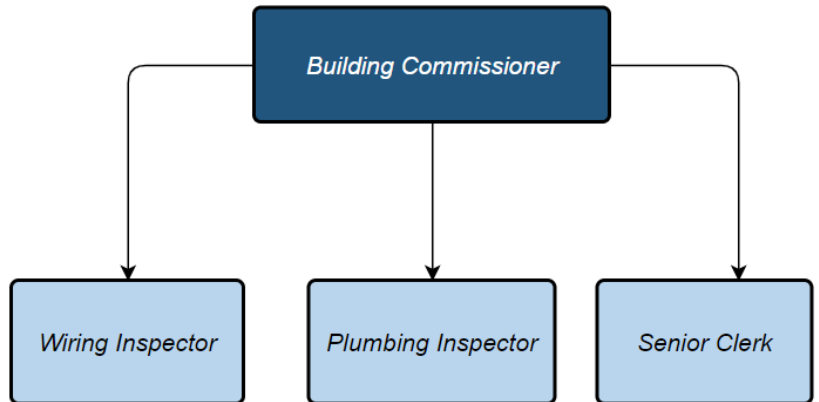 Building Commissioner
Wiring Inspector
Plumbing Inspector
Senior Clerk